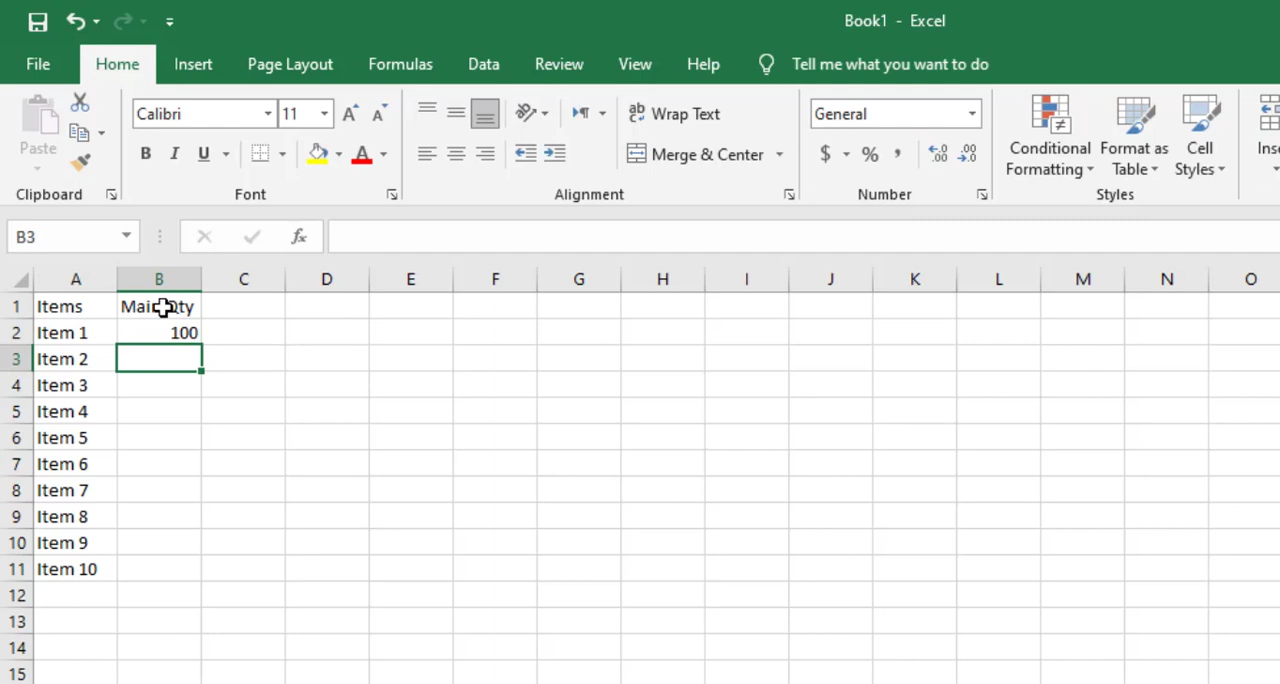 Book1 - Excel
File Home Insert Page Layout Formulas Data Review View Help Tell me what you want to do
Calibri 11 Wrap Text General
Paste B I U Merge & Center $ % , Conditional Formatting Format as Table Cell Styles
Clipboard Font Alignment Number Styles
B3 fx
A B C D E F G H I J K L M N O
1 Items
2 Item 1 100
3 Item 2
4 Item 3
5 Item 4
6 Item 5
7 Item 6
8 Item 7
9 Item 8
10 Item 9
11 Item 10
12
13
14
15